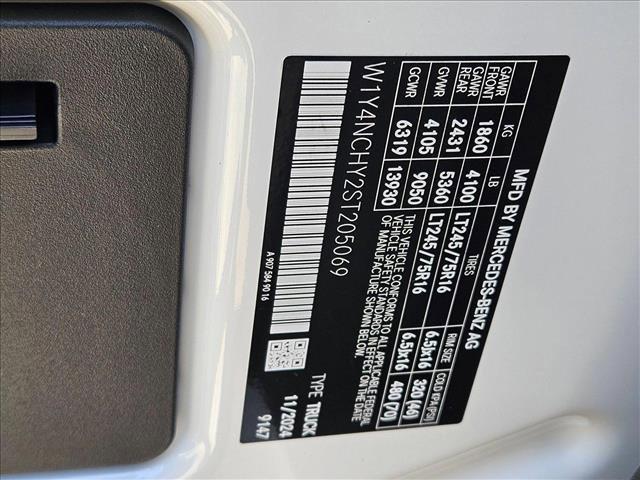 MFD BY MERCEDES-BENZ AG
KG LB TIRES RIM SIZE COLD KPA (PSI)
GAWR FRONT 1860 4100 LT245/75R16 6.5Jx16 320 (46)
GAWR REAR 2431 5360 LT245/75R16 6.5Jx16 480 (70)
GVWR 4105 9050
GCWR 6319 13930
THIS VEHICLE CONFORMS TO ALL APPLICABLE FEDERAL
VEHICLE SAFETY STANDARDS IN EFFECT ON THE DATE
OF MANUFACTURE SHOWN BELOW.
W1Y4NCHY2ST205069
TYPE: TRUCK
11/2024
9147
A 907 584 90 16